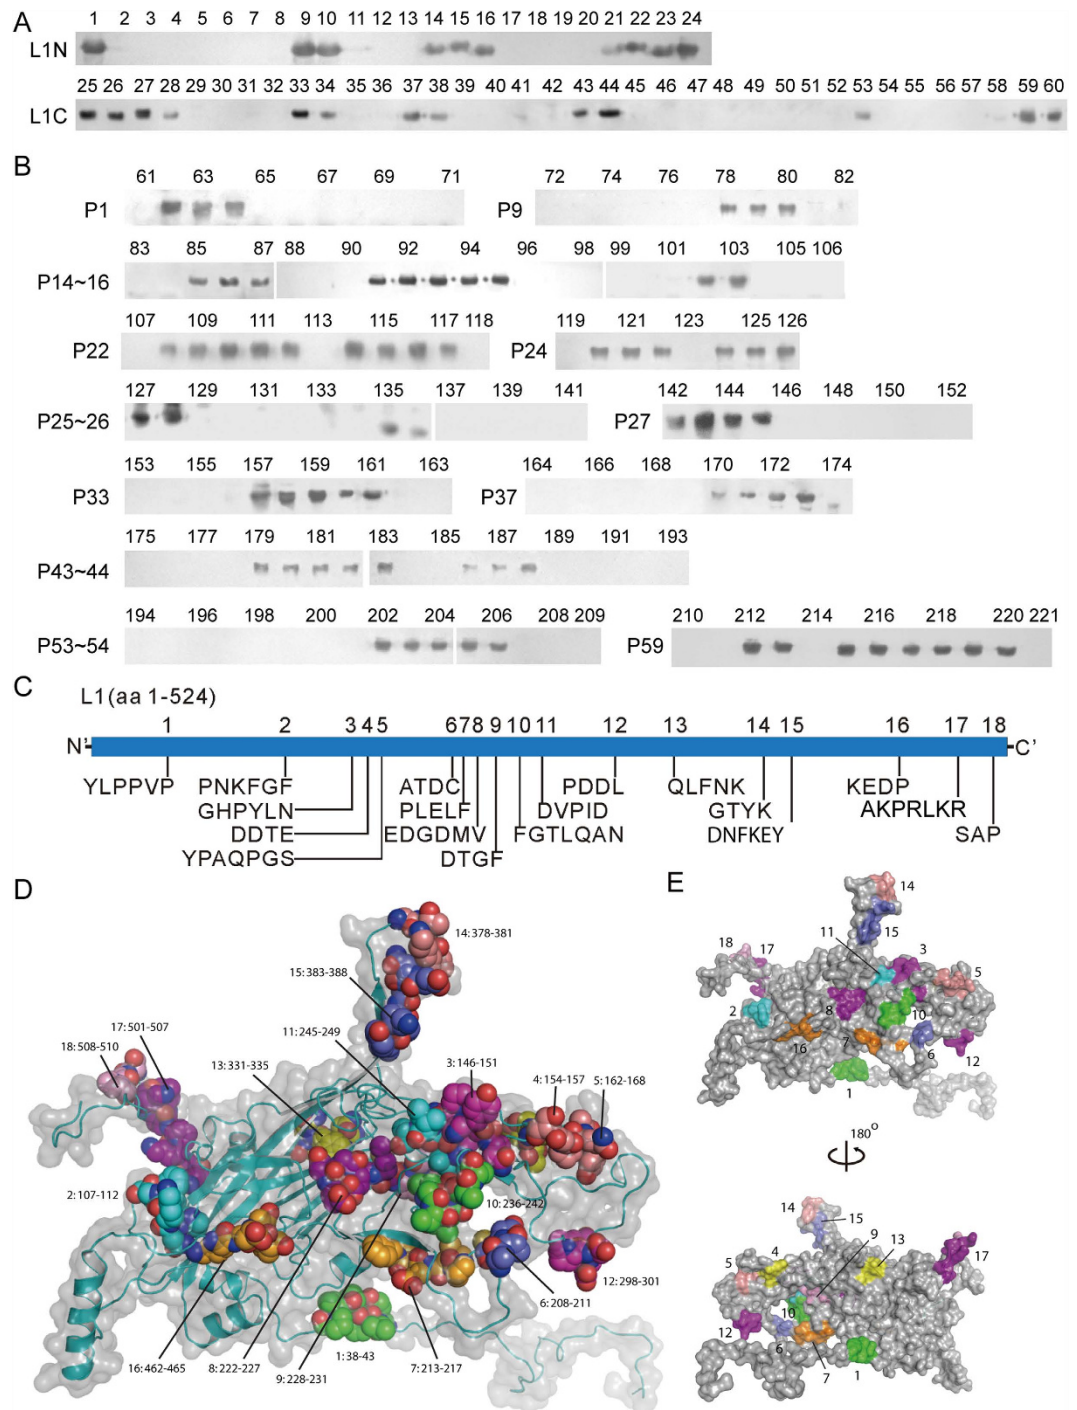 A
1 2 3 4 5 6 7 8 9 10 11 12 13 14 15 16 17 18 19 20 21 22 23 24
L1N
25 26 27 28 29 30 31 32 33 34 35 36 37 38 39 40 41 42 43 44 45 46 47 48 49 50 51 52 53 54 55 56 57 58 59 60
L1C
B
61 63 65 67 69 71
P1
72 74 76 78 80 82
P9
83 85 87 88 90 92 94 96 98 99 101 103 105 106
P14~16
107 109 111 113 115 117 118
P22
119 121 123 125 126
P24
127 129 131 133 135 137 139 141
P25~26
142 144 146 148 150 152
P27
153 155 157 159 161 163
P33
164 166 168 170 172 174
P37
175 177 179 181 183 185 187 189 191 193
P43~44
194 196 198 200 202 204 206 208 209
P53~54
210 212 214 216 218 220 221
P59
C
L1(aa 1-524)
1 2 3 4 5 6 7 8 9 10 11 12 13 14 15 16 17 18
N' C'
YLPPVP PNKFGF ATDC PDDL QLFNK KEDP
GHPYLN PLELF DVPID GTYK AKPRLKR
DDTE EDGDMV FGTLQAN DNFKEY SAP
YPAQPGS DTGF
D
14:378-381
15:383-388
11:245-249
17:501-507
18:508-510
13:331-335
3:146-151
4:154-157
5:162-168
2:107-112
10:236-242
12:298-301
6:208-211
16:462-465
8:222-227
9:228-231
1:38-43
7:213-217
E
14
15
11
3
18
17
5
2
8
10
16
7
6
12
1
180°
14
15
9
13
17
5
4
10
12
6
7
1